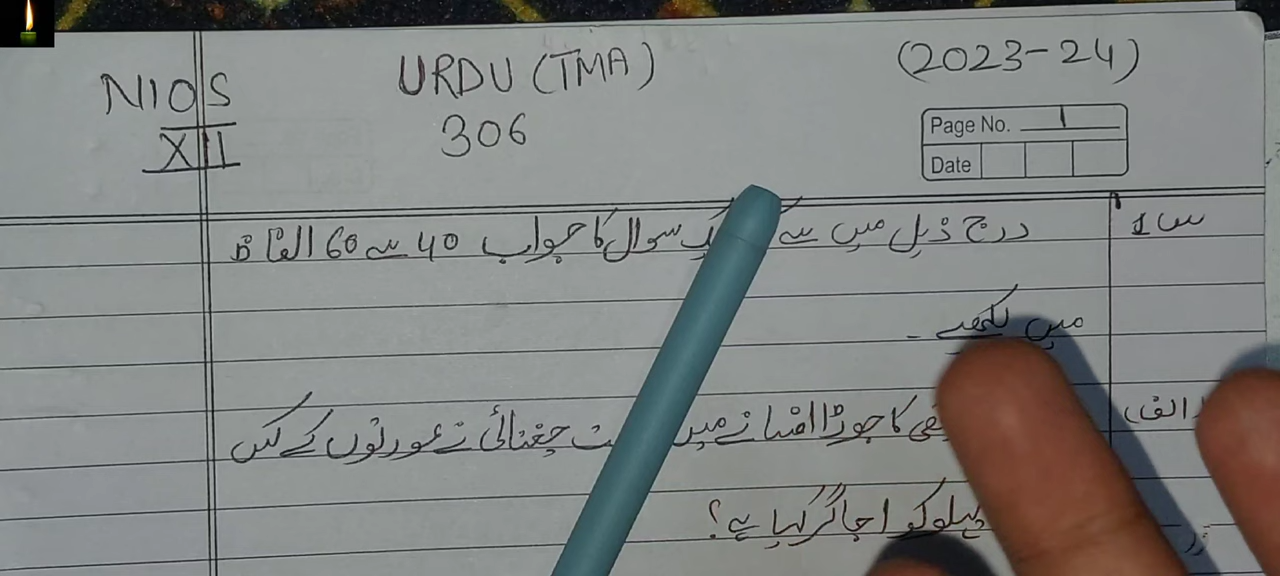 NIOS
XII
URDU (TMA)
306
(2023-24)
Page No. 1
Date
س 1
درج ذیل میں سے سوال کا جواب 40 سے 60 الفاظ
میں لکھے ۔
(الف)
کا جوڑا افسانے میں چغتائی نے عورتوں کے کس
پہلو کو اجاگر کیا ہے؟